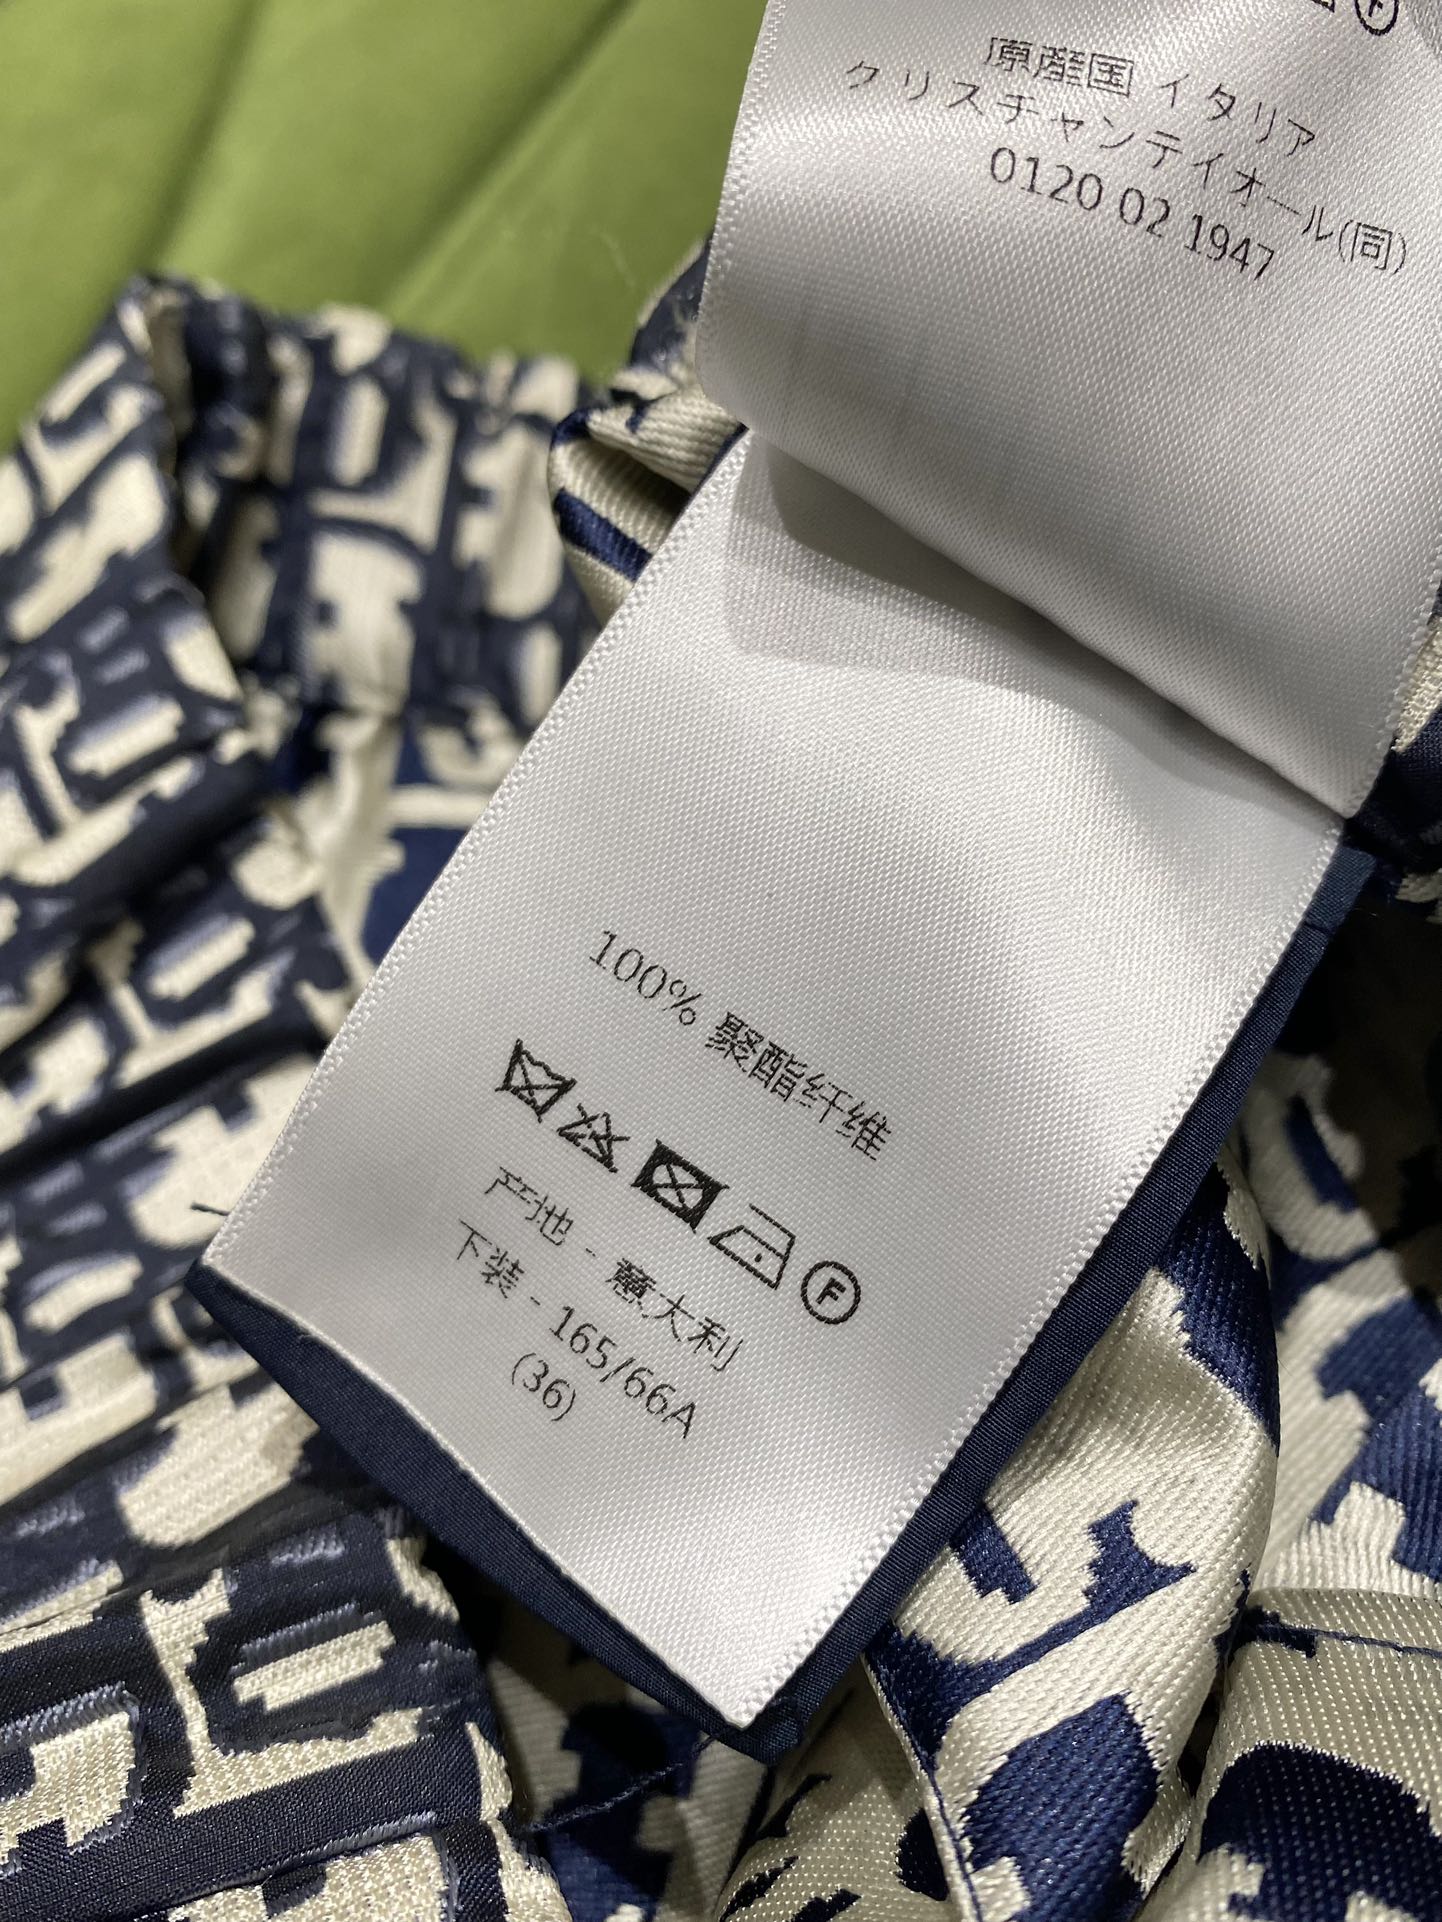 原産国 イタリア
クリスチャンディオール(同)
0120 02 1947
100% 聚酯纤维
F
产地 - 意大利
下装 - 165/66A
(36)